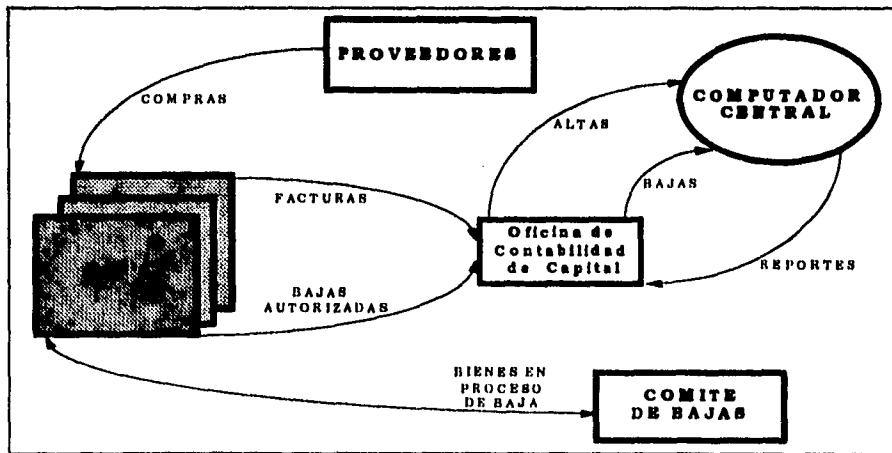 PROVEEDORES
COMPUTADOR
CENTRAL
COMPRAS
ALTAS
BAJAS
FACTURAS
Oficina de
Contabilidad
de Capital
REPORTES
BAJAS
AUTORIZADAS
BIENES EN
PROCESO
DE BAJA
COMITE
DE BAJAS